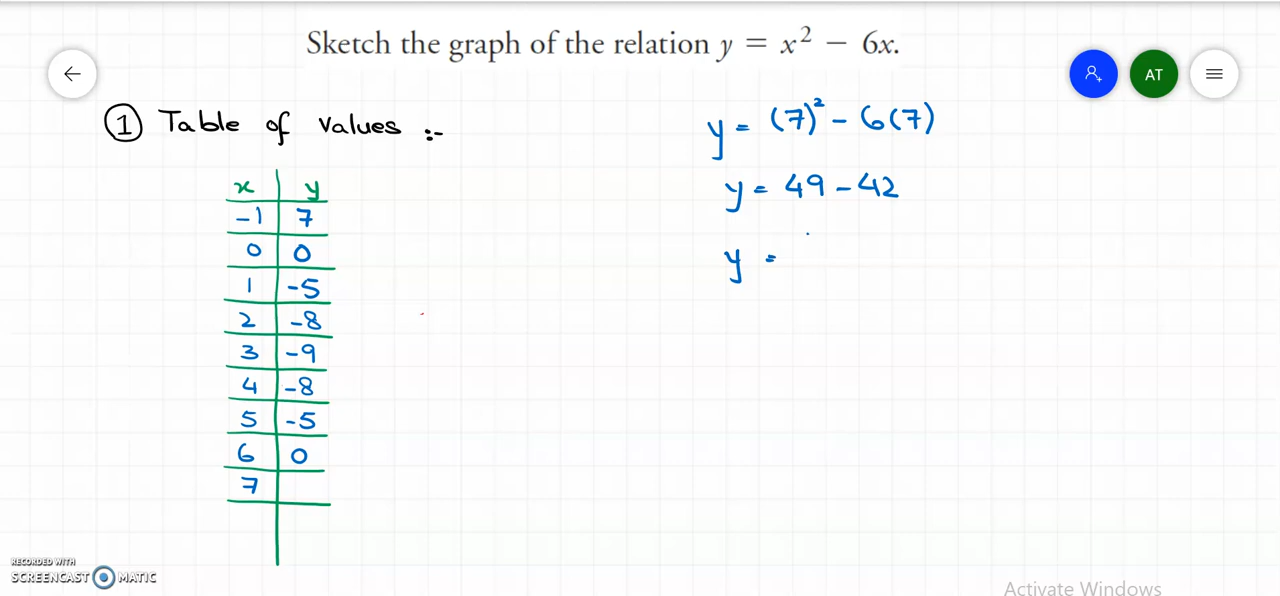 Sketch the graph of the relation y = x² − 6x.
AT
① Table of values :-
y = (7)² - 6(7)
y = 49 - 42
y =
x y
-1 7
0 0
1 -5
2 -8
3 -9
4 -8
5 -5
6 0
7
RECORDED WITH
SCREENCAST MATIC
Activate Windows